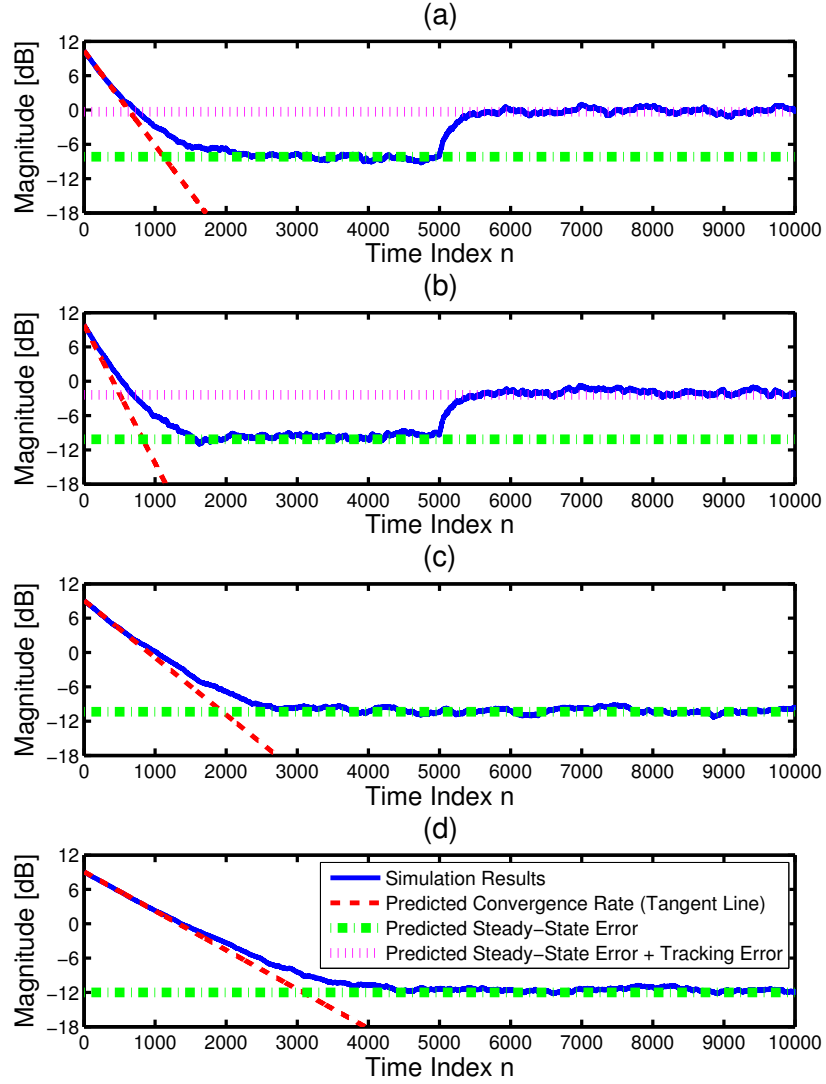 (a)
Magnitude [dB]
12
6
0
−6
−12
−18
0 1000 2000 3000 4000 5000 6000 7000 8000 9000 10000
Time Index n
(b)
Magnitude [dB]
12
6
0
−6
−12
−18
0 1000 2000 3000 4000 5000 6000 7000 8000 9000 10000
Time Index n
(c)
Magnitude [dB]
12
6
0
−6
−12
−18
0 1000 2000 3000 4000 5000 6000 7000 8000 9000 10000
Time Index n
(d)
Magnitude [dB]
12
6
0
−6
−12
−18
Simulation Results
Predicted Convergence Rate (Tangent Line)
Predicted Steady−State Error
Predicted Steady−State Error + Tracking Error
0 1000 2000 3000 4000 5000 6000 7000 8000 9000 10000
Time Index n